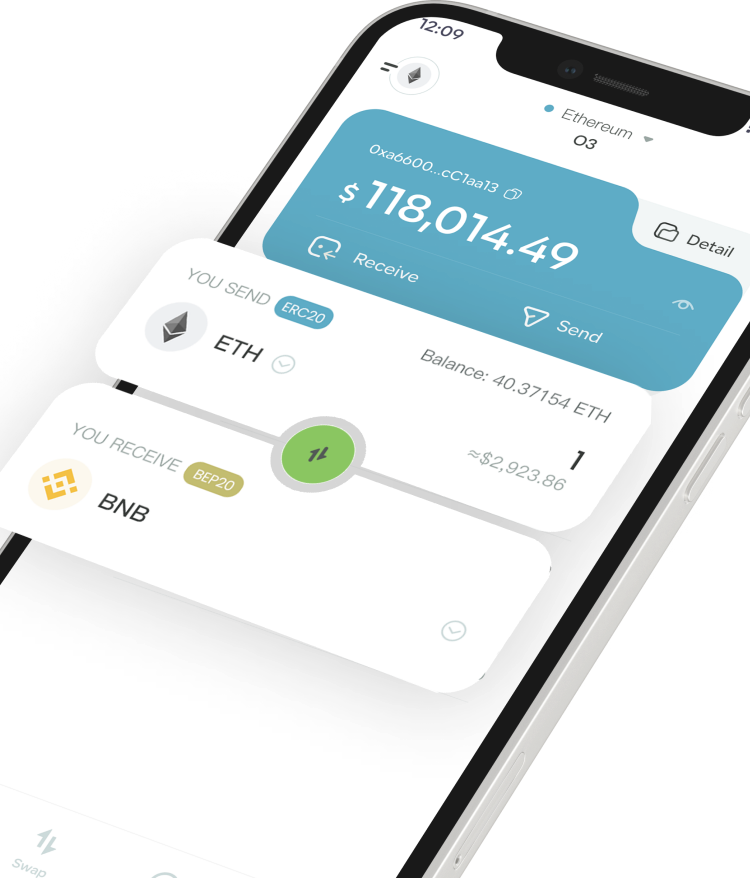 12:09
Ethereum
O3
0xa6600...cC1aa13
Detail
$ 118,014.49
Receive
Send
YOU SEND ERC20
ETH
Balance: 40.37154 ETH
1
≈$2,923.86
YOU RECEIVE BEP20
BNB
Swap